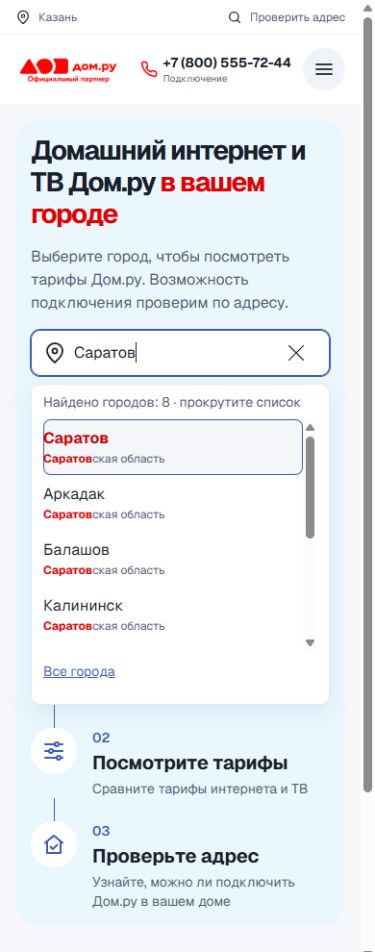 Казань
Проверить адрес
дом.ру
Официальный партнер
+7 (800) 555-72-44
Подключение
Домашний интернет и
ТВ Дом.ру в вашем
городе
Выберите город, чтобы посмотреть
тарифы Дом.ру. Возможность
подключения проверим по адресу.
Саратов
Найдено городов: 8 · прокрутите список
Саратов
Саратовская область
Аркадак
Саратовская область
Балашов
Саратовская область
Калининск
Саратовская область
Все города
02
Посмотрите тарифы
Сравните тарифы интернета и ТВ
03
Проверьте адрес
Узнайте, можно ли подключить
Дом.ру в вашем доме